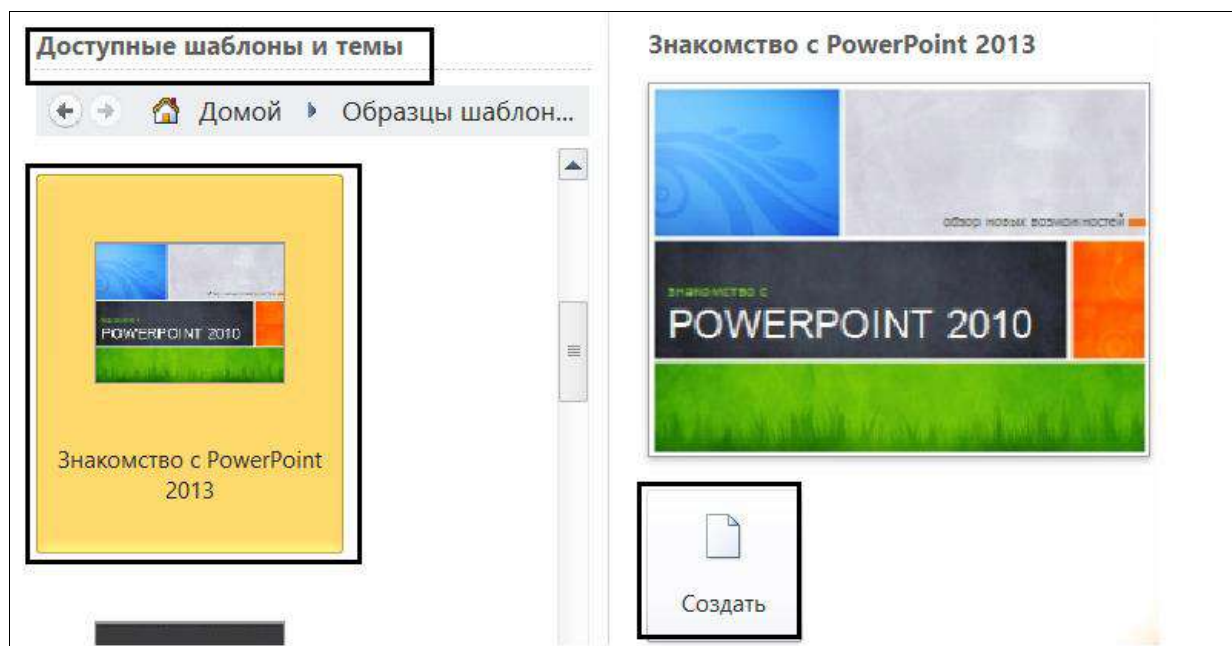 Доступные шаблоны и темы
Домой
Образцы шаблон...
POWERPOINT 2010
Знакомство с PowerPoint
2013
Знакомство с PowerPoint 2013
обзор новых возможностей
знакомство с
POWERPOINT 2010
Создать